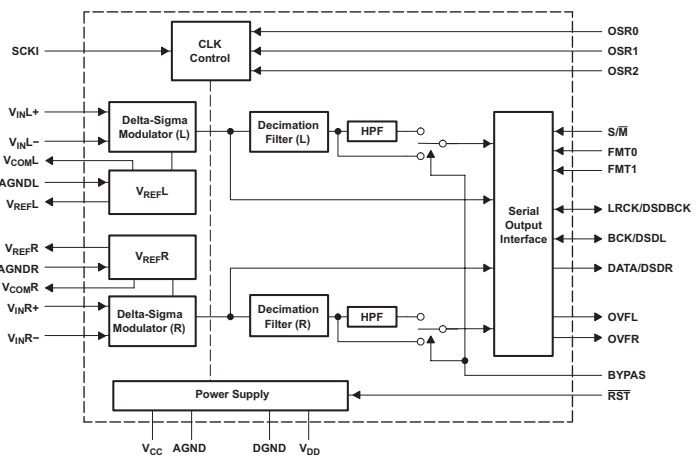 SCKI
CLK
Control
OSR0
OSR1
OSR2
VINL+
VINL−
VCOML
AGNDL
VREFL
Delta-Sigma
Modulator (L)
VREFL
Decimation
Filter (L)
HPF
Serial
Output
Interface
S/M̅
FMT0
FMT1
LRCK/DSDBCK
BCK/DSDL
DATA/DSDR
OVFL
OVFR
BYPAS
R̅S̅T̅
VREFR
AGNDR
VCOMR
VINR+
VINR−
VREFR
Delta-Sigma
Modulator (R)
Decimation
Filter (R)
HPF
Power Supply
VCC AGND DGND VDD